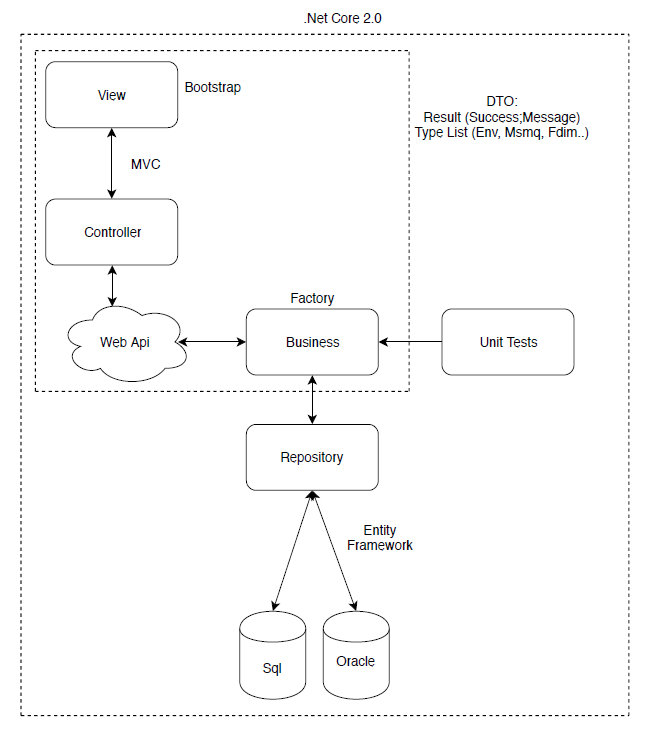 .Net Core 2.0
View
Bootstrap
DTO:
Result (Success;Message)
Type List (Env, Msmq, Fdim..)
MVC
Controller
Factory
Web Api
Business
Unit Tests
Repository
Entity
Framework
Sql
Oracle